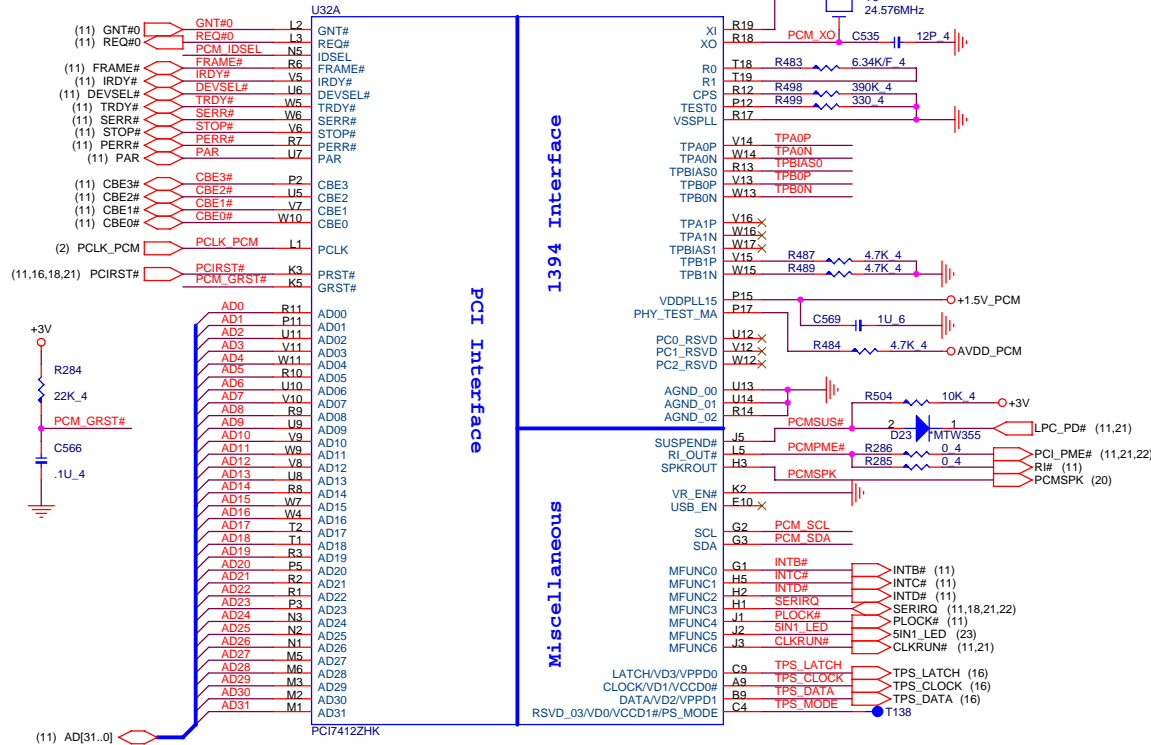 U32A
24.576MHz
(11) GNT#0 GNT#0 L2 GNT#
(11) REQ#0 REQ#0 L3 REQ#
PCM_IDSEL N5 IDSEL
(11) FRAME# FRAME# R6 FRAME#
(11) IRDY# IRDY# V5 IRDY#
(11) DEVSEL# DEVSEL# U6 DEVSEL#
(11) TRDY# TRDY# W5 TRDY#
(11) SERR# SERR# W6 SERR#
(11) STOP# STOP# V6 STOP#
(11) PERR# PERR# R7 PERR#
(11) PAR PAR U7 PAR
(11) CBE3# CBE3# P2 CBE3
(11) CBE2# CBE2# U5 CBE2
(11) CBE1# CBE1# V7 CBE1
(11) CBE0# CBE0# W10 CBE0
(2) PCLK_PCM PCLK_PCM L1 PCLK
(11,16,18,21) PCIRST# PCIRST# K3 PRST#
PCM_GRST# K5 GRST#
AD0 R11 AD00
AD1 P11 AD01
AD2 U11 AD02
AD3 V11 AD03
AD4 W11 AD04
AD5 R10 AD05
AD6 U10 AD06
AD7 V10 AD07
AD8 R9 AD08
AD9 U9 AD09
AD10 V9 AD10
AD11 W9 AD11
AD12 V8 AD12
AD13 U8 AD13
AD14 R8 AD14
AD15 W7 AD15
AD16 W4 AD16
AD17 T2 AD17
AD18 T1 AD18
AD19 R3 AD19
AD20 P5 AD20
AD21 R2 AD21
AD22 R1 AD22
AD23 P3 AD23
AD24 N3 AD24
AD25 N2 AD25
AD26 N1 AD26
AD27 M5 AD27
AD28 M6 AD28
AD29 M3 AD29
AD30 M2 AD30
AD31 M1 AD31
(11) AD[31..0]
PCI7412ZHK
+3V
R284
22K_4
PCM_GRST#
C566
.1U_4
PCI Interface
1394 Interface
Miscellaneous
XI R19
XO R18 PCM_XO C535 12P_4
R0 T18 R483 6.34K/F_4
R1 T19
CPS R12 R498 390K_4
TEST0 P12 R499 330_4
VSSPLL R17
TPA0P V14 TPA0P
TPA0N W14 TPA0N
TPBIAS0 R13 TPBIAS0
TPB0P V13 TPB0P
TPB0N W13 TPB0N
TPA1P V16
TPA1N W16
TPBIAS1 W17
TPB1P V15 R487 4.7K_4
TPB1N W15 R489 4.7K_4
VDDPLL15 P15 +1.5V_PCM
PHY_TEST_MA P17
C569 1U_6
PC0_RSVD U12
PC1_RSVD V12 R484 4.7K_4 AVDD_PCM
PC2_RSVD W12
AGND_00 U13
AGND_01 U14
AGND_02 R14
R504 10K_4 +3V
SUSPEND# J5 PCMSUS# 2 D23 *MTW355 1 LPC_PD# (11,21)
RI_OUT# L5 PCMPME# R286 0_4 PCI_PME# (11,21,22)
R285 0_4 RI# (11)
SPKROUT H3 PCMSPK PCMSPK (20)
VR_EN# K2
USB_EN E10
SCL G2 PCM_SCL
SDA G3 PCM_SDA
MFUNC0 G1 INTB# INTB# (11)
MFUNC1 H5 INTC# INTC# (11)
MFUNC2 H2 INTD# INTD# (11)
MFUNC3 H1 SERIRQ SERIRQ (11,18,21,22)
MFUNC4 J1 PLOCK# PLOCK# (11)
MFUNC5 J2 5IN1_LED 5IN1_LED (23)
MFUNC6 J3 CLKRUN# CLKRUN# (11,21)
LATCH/VD3/VPPD0 C9 TPS_LATCH TPS_LATCH (16)
CLOCK/VD1/VCCD0# A9 TPS_CLOCK TPS_CLOCK (16)
DATA/VD2/VPPD1 B9 TPS_DATA TPS_DATA (16)
RSVD_03/VD0/VCCD1#/PS_MODE C4 TPS_MODE T138